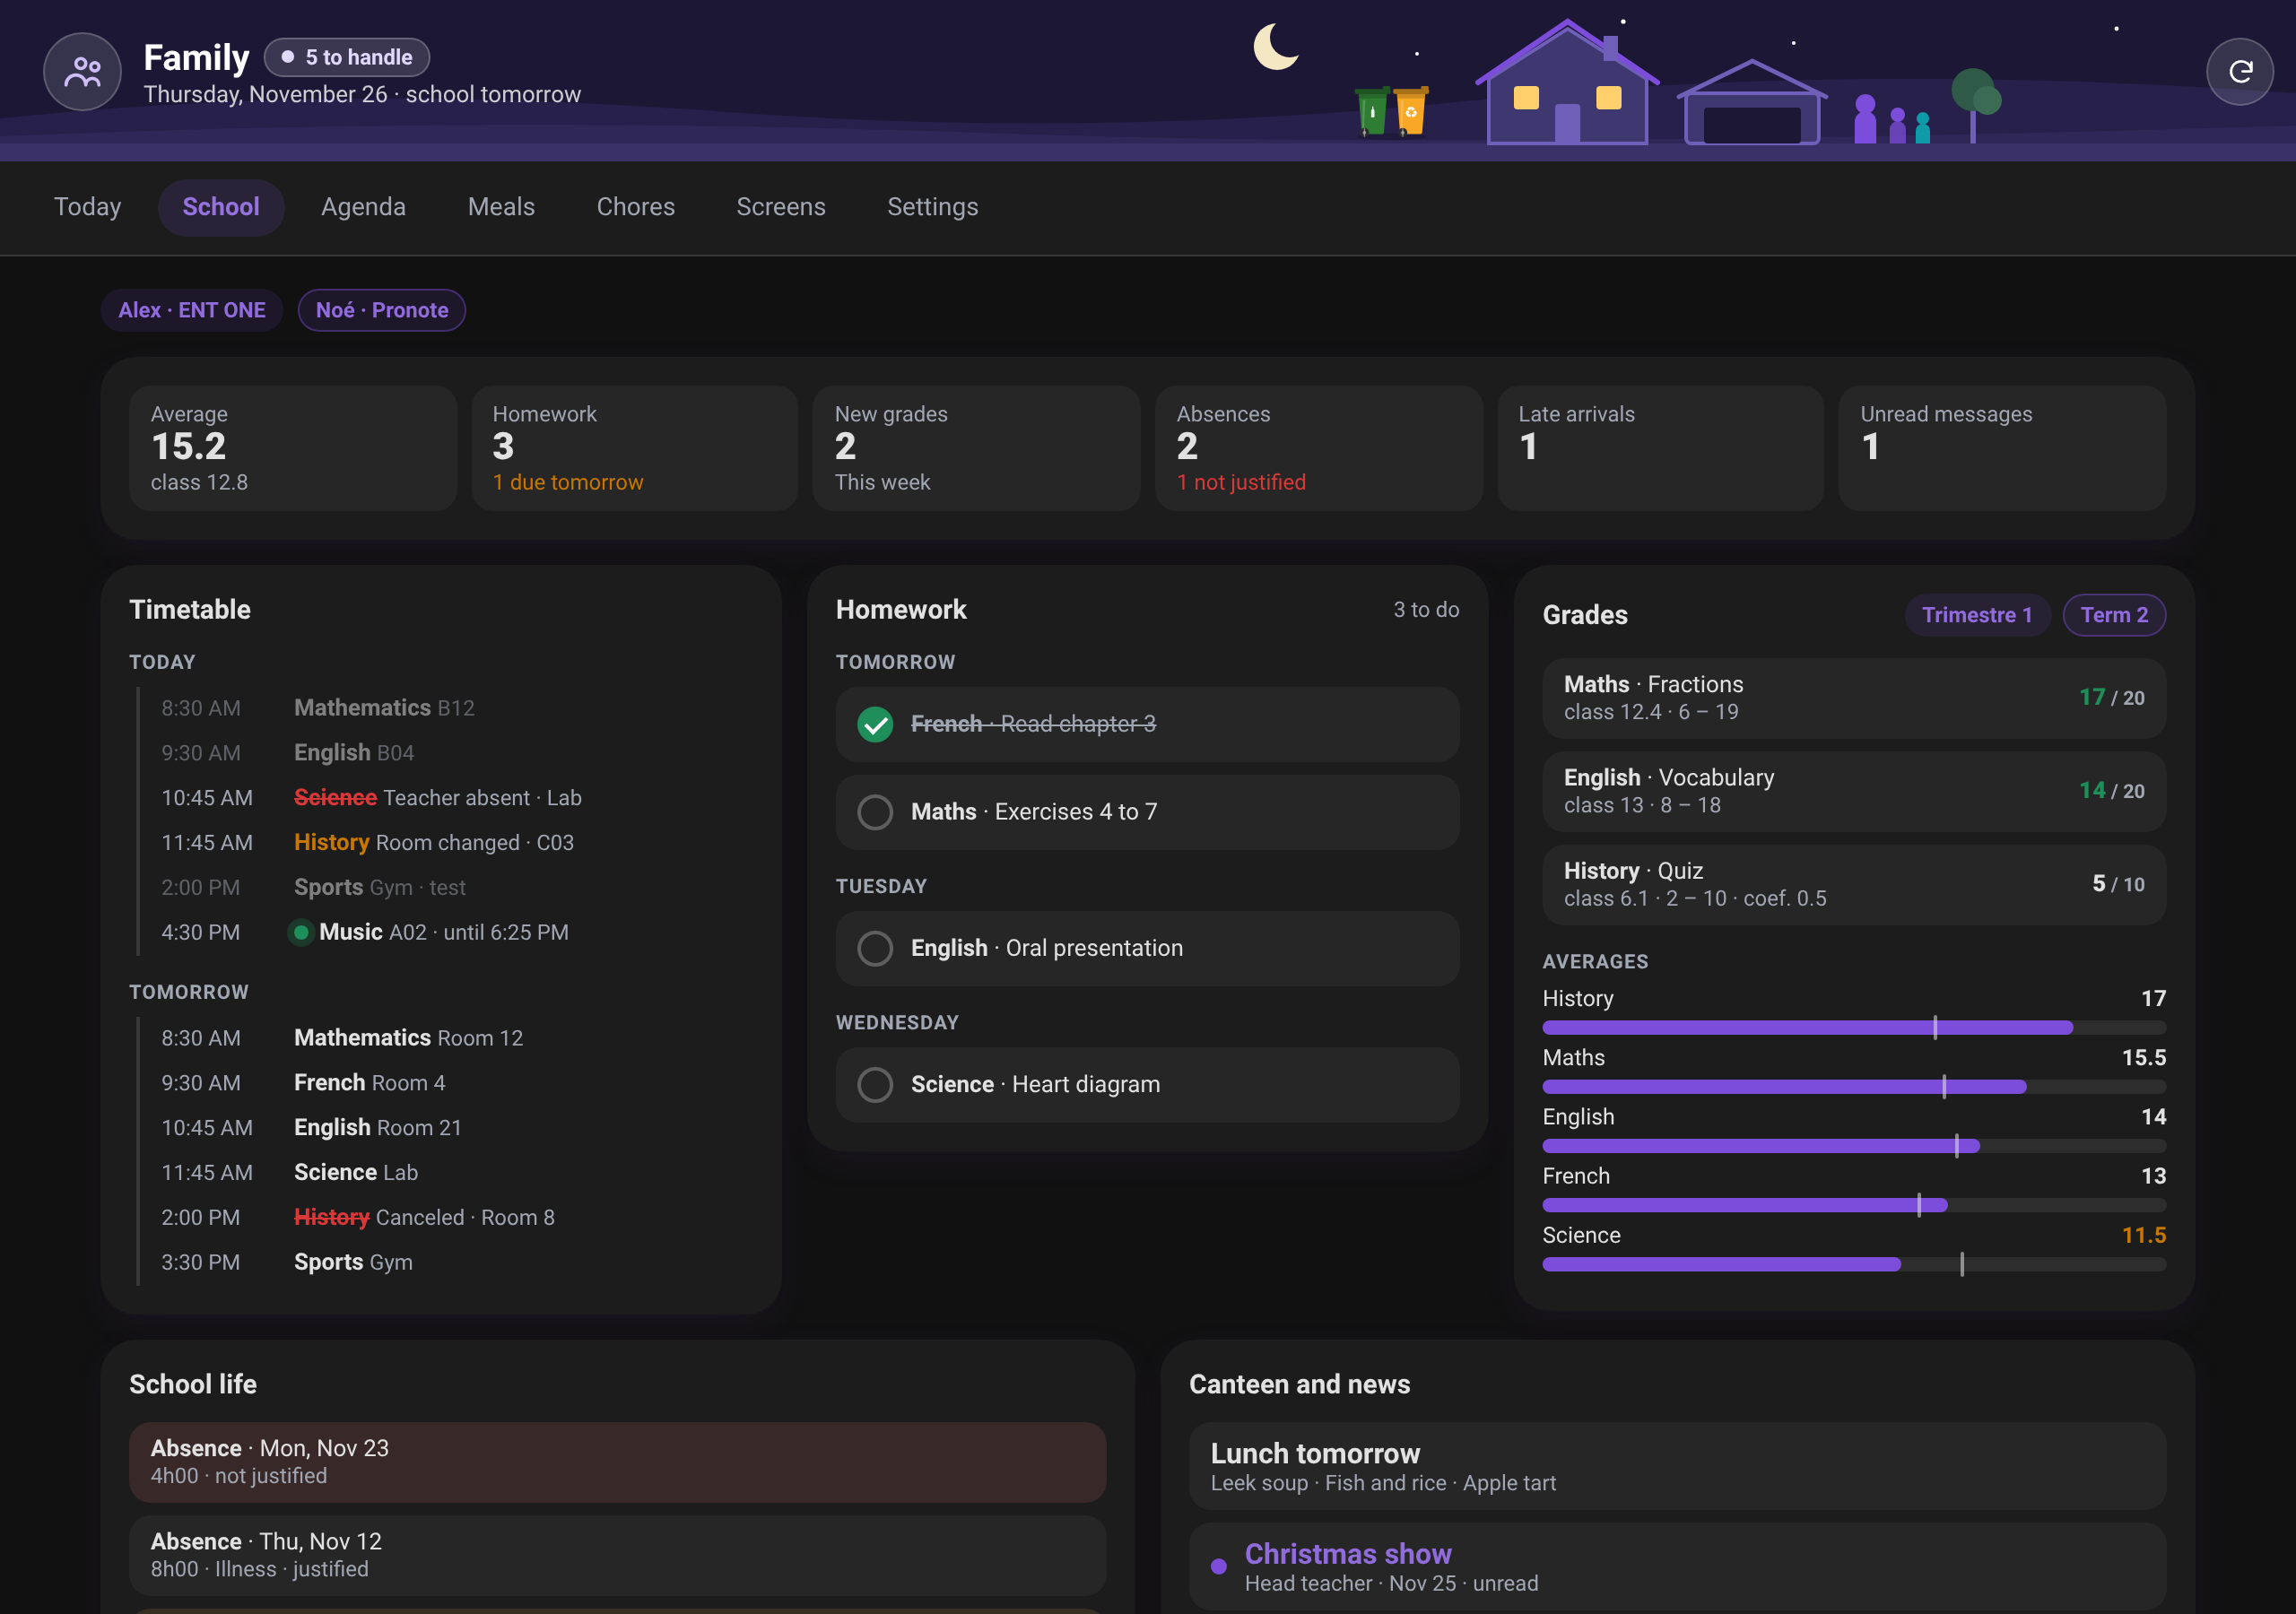 Family
5 to handle
Thursday, November 26 · school tomorrow
Today
School
Agenda
Meals
Chores
Screens
Settings
Alex · ENT ONE
Noé · Pronote
Average
15.2
class 12.8
Homework
3
1 due tomorrow
New grades
2
This week
Absences
2
1 not justified
Late arrivals
1
Unread messages
1
Timetable
TODAY
8:30 AM Mathematics B12
9:30 AM English B04
10:45 AM Science Teacher absent · Lab
11:45 AM History Room changed · C03
2:00 PM Sports Gym · test
4:30 PM Music A02 · until 6:25 PM
TOMORROW
8:30 AM Mathematics Room 12
9:30 AM French Room 4
10:45 AM English Room 21
11:45 AM Science Lab
2:00 PM History Canceled · Room 8
3:30 PM Sports Gym
Homework
3 to do
TOMORROW
French · Read chapter 3
Maths · Exercises 4 to 7
TUESDAY
English · Oral presentation
WEDNESDAY
Science · Heart diagram
Grades
Trimestre 1
Term 2
Maths · Fractions
class 12.4 · 6 – 19
17 / 20
English · Vocabulary
class 13 · 8 – 18
14 / 20
History · Quiz
class 6.1 · 2 – 10 · coef. 0.5
5 / 10
AVERAGES
History 17
Maths 15.5
English 14
French 13
Science 11.5
School life
Absence · Mon, Nov 23
4h00 · not justified
Absence · Thu, Nov 12
8h00 · Illness · justified
Canteen and news
Lunch tomorrow
Leek soup · Fish and rice · Apple tart
Christmas show
Head teacher · Nov 25 · unread